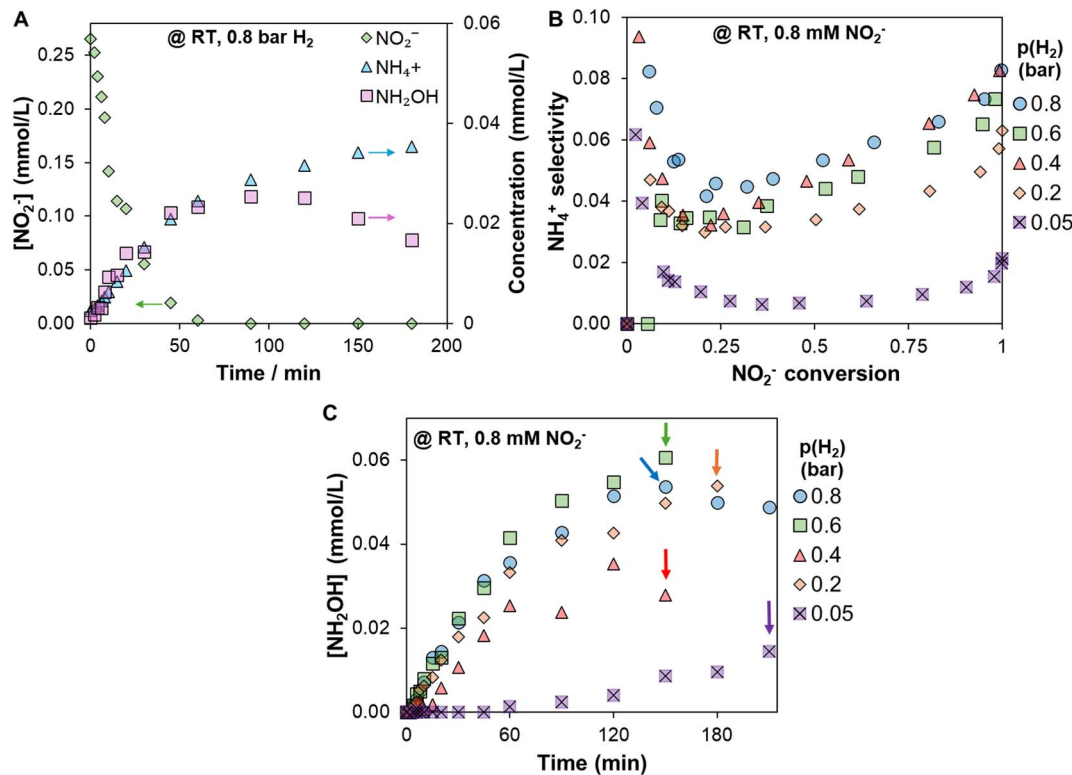 A
@ RT, 0.8 bar H₂
NO₂⁻
NH₄+
NH₂OH
[NO₂⁻] (mmol/L)
0.25
0.20
0.15
0.10
0.05
0.00
0 50 100 150 200
Time / min
0.06
0.04
0.02
0
Concentration (mmol/L)
B
@ RT, 0.8 mM NO₂⁻
NH₄⁺ selectivity
0.10
0.08
0.06
0.04
0.02
0.00
0 0.25 0.5 0.75 1
NO₂⁻ conversion
p(H₂)
(bar)
0.8
0.6
0.4
0.2
0.05
C
@ RT, 0.8 mM NO₂⁻
[NH₂OH] (mmol/L)
0.06
0.04
0.02
0.00
0 60 120 180
Time (min)
p(H₂)
(bar)
0.8
0.6
0.4
0.2
0.05